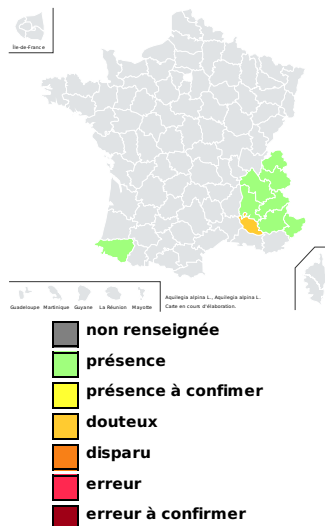 Île-de-France
Guadeloupe Martinique Guyane La Réunion Mayotte
Aquilegia alpina L., Aquilegia alpina L.
Carte en cours d'élaboration.
non renseignée
présence
présence à confimer
douteux
disparu
erreur
erreur à confirmer